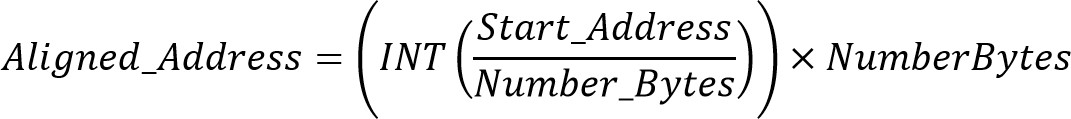 Aligned_Address = (INT(Start_Address/Number_Bytes)) × NumberBytes